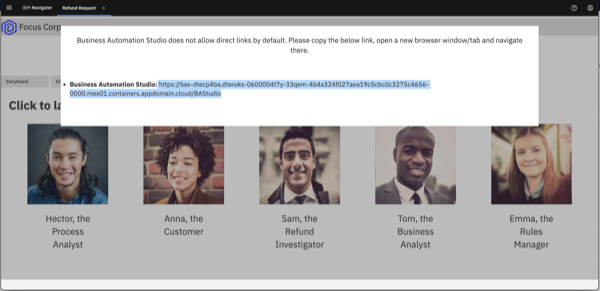 IBM Navigator
Refund Request
Focus Corp
Business Automation Studio does not allow direct links by default. Please copy the below link, open a new browser window/tab and navigate
there.
Storyboard
Business Automation Studio: https://bas-dtecp4ba.dteroks-0600004t7y-33qem-4b4a324f027aea19c5cbc0c3275c4656-
0000.mex01.containers.appdomain.cloud/BAStudio
Click to la
Hector, the
Process
Analyst
Anna, the
Customer
Sam, the
Refund
Investigator
Tom, the
Business
Analyst
Emma, the
Rules
Manager